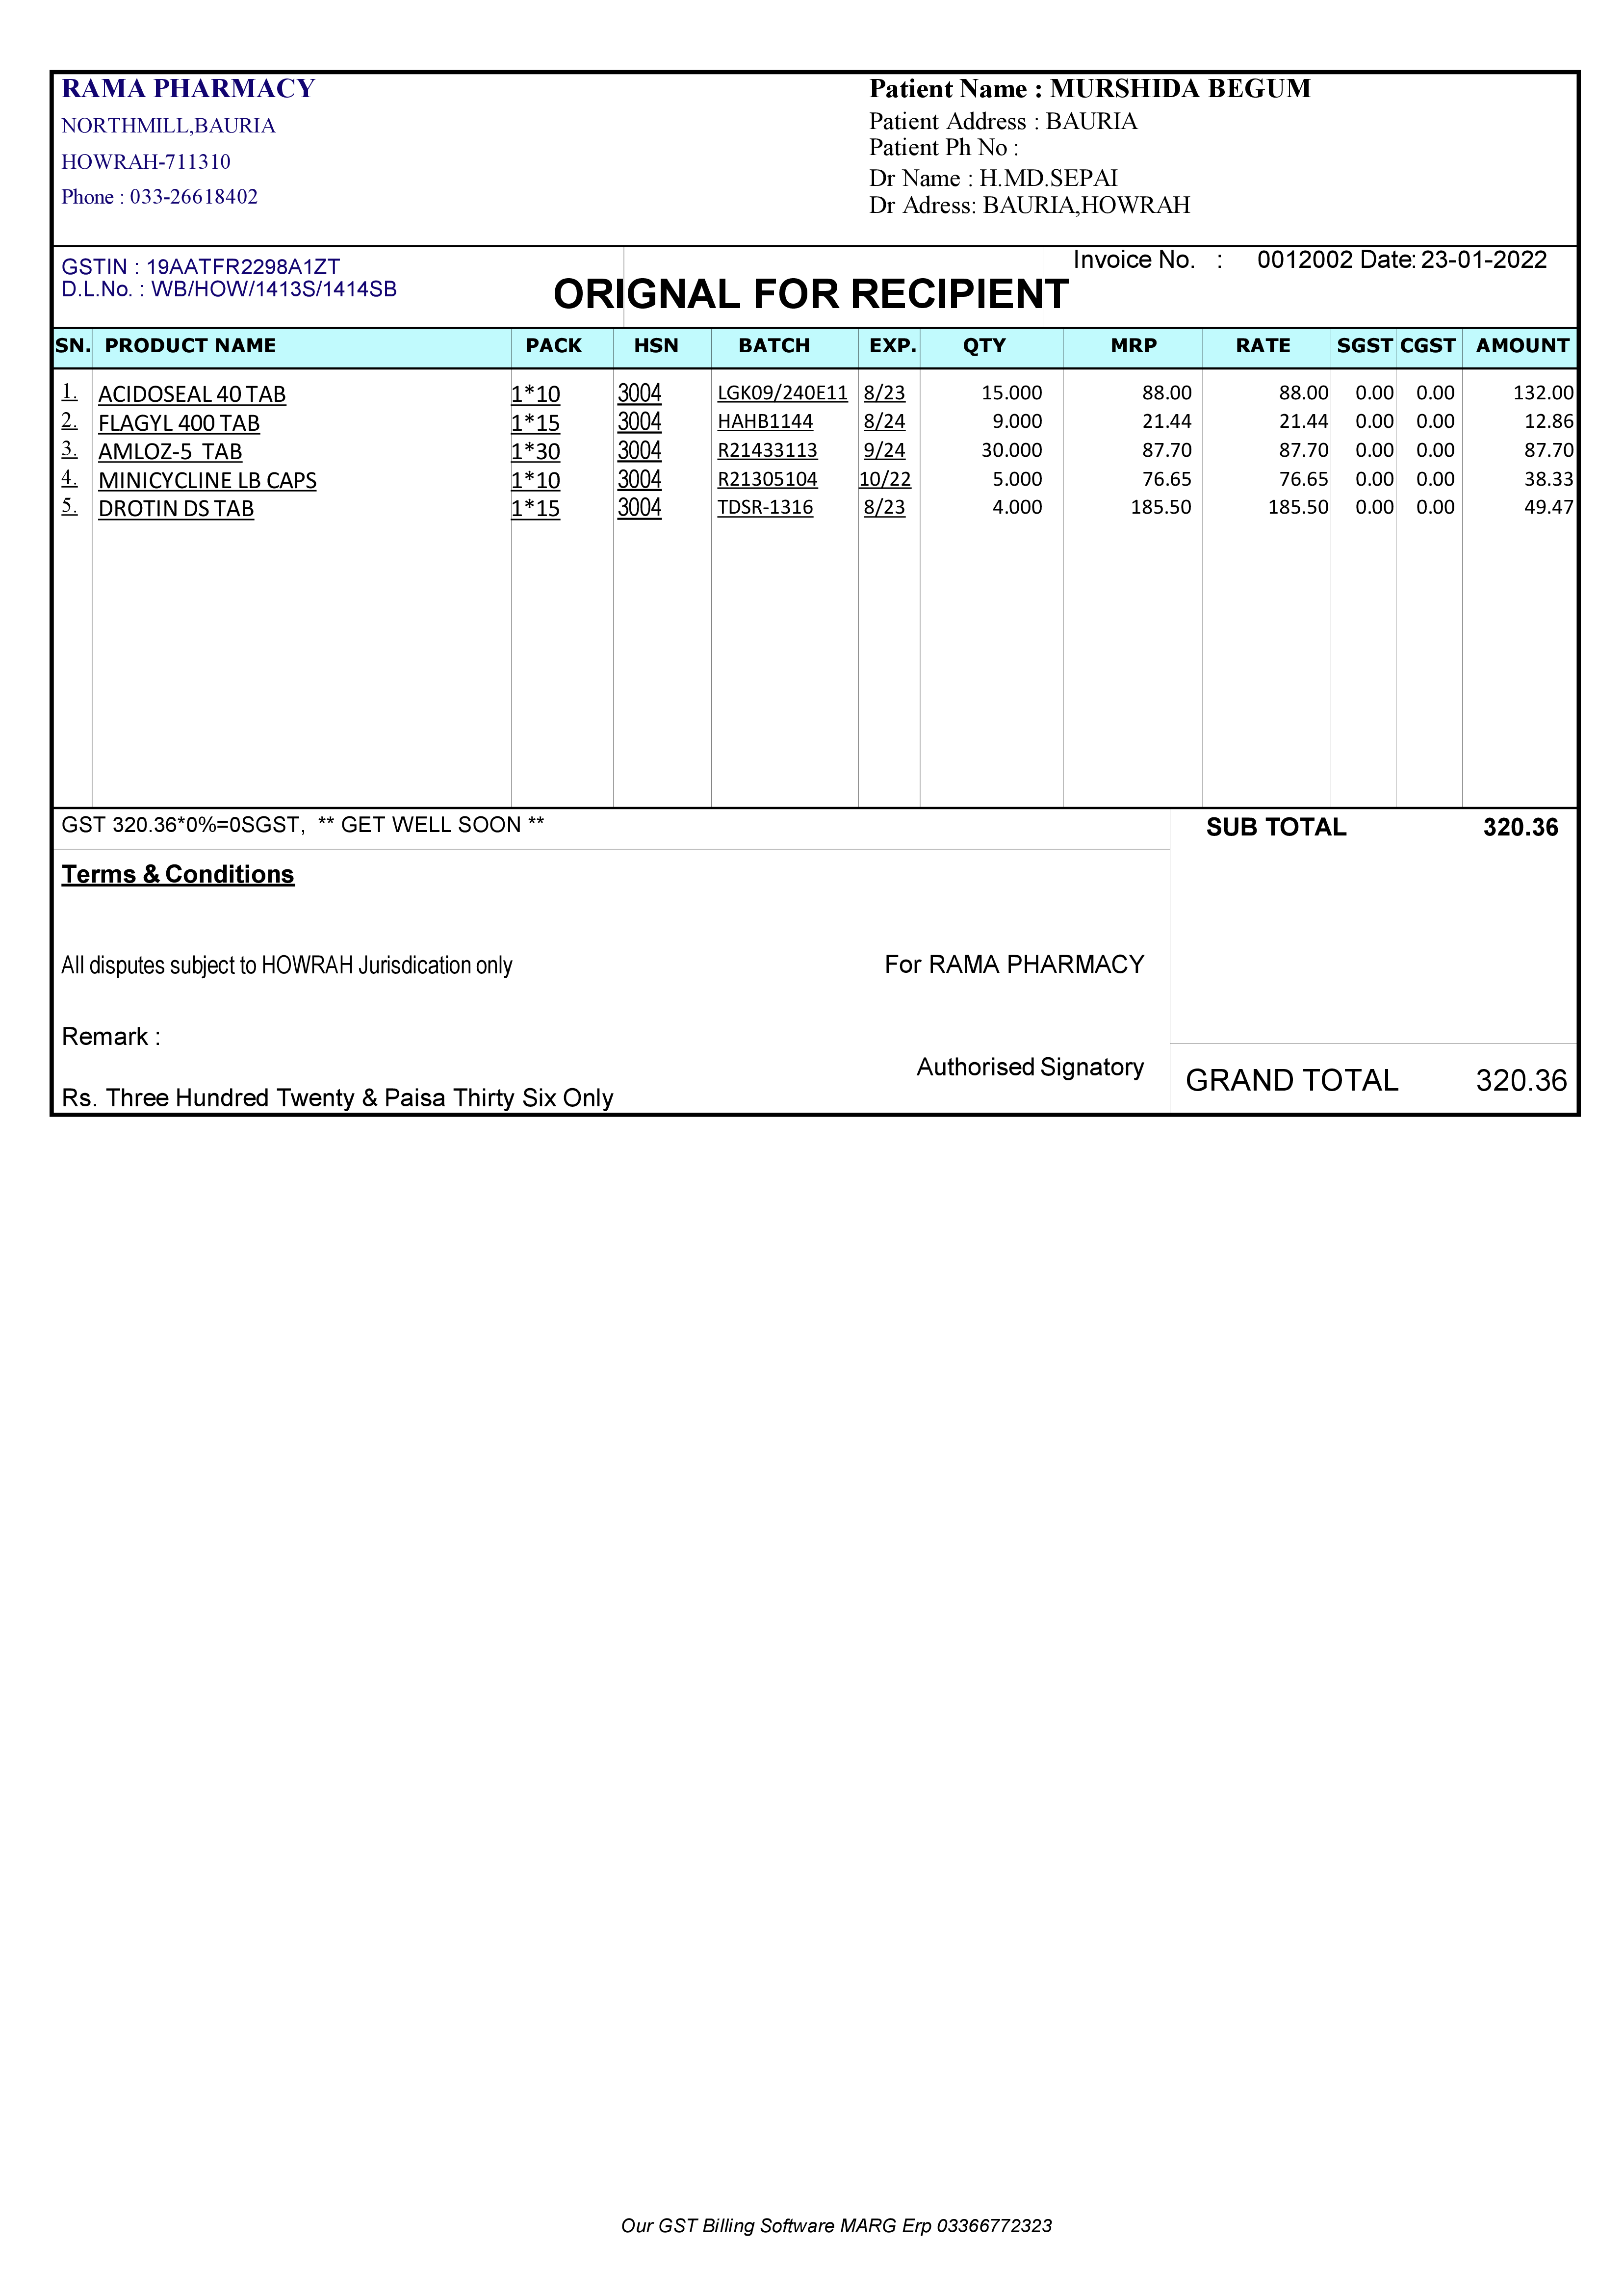 RAMA PHARMACY
NORTHMILL,BAURIA
HOWRAH-711310
Phone : 033-26618402
Patient Name : MURSHIDA BEGUM
Patient Address : BAURIA
Patient Ph No :
Dr Name : H.MD.SEPAI
Dr Adress: BAURIA,HOWRAH
GSTIN : 19AATFR2298A1ZT
D.L.No. : WB/HOW/1413S/1414SB
ORIGNAL FOR RECIPIENT
Invoice No. : 0012002 Date: 23-01-2022
SN. PRODUCT NAME PACK HSN BATCH EXP. QTY MRP RATE SGST CGST AMOUNT
1. ACIDOSEAL 40 TAB 1*10 3004 LGK09/240E11 8/23 15.000 88.00 88.00 0.00 0.00 132.00
2. FLAGYL 400 TAB 1*15 3004 HAHB1144 8/24 9.000 21.44 21.44 0.00 0.00 12.86
3. AMLOZ-5 TAB 1*30 3004 R21433113 9/24 30.000 87.70 87.70 0.00 0.00 87.70
4. MINICYCLINE LB CAPS 1*10 3004 R21305104 10/22 5.000 76.65 76.65 0.00 0.00 38.33
5. DROTIN DS TAB 1*15 3004 TDSR-1316 8/23 4.000 185.50 185.50 0.00 0.00 49.47
GST 320.36*0%=0SGST, ** GET WELL SOON **
SUB TOTAL 320.36
Terms & Conditions
All disputes subject to HOWRAH Jurisdication only
For RAMA PHARMACY
Remark :
Authorised Signatory
GRAND TOTAL 320.36
Rs. Three Hundred Twenty & Paisa Thirty Six Only
Our GST Billing Software MARG Erp 03366772323